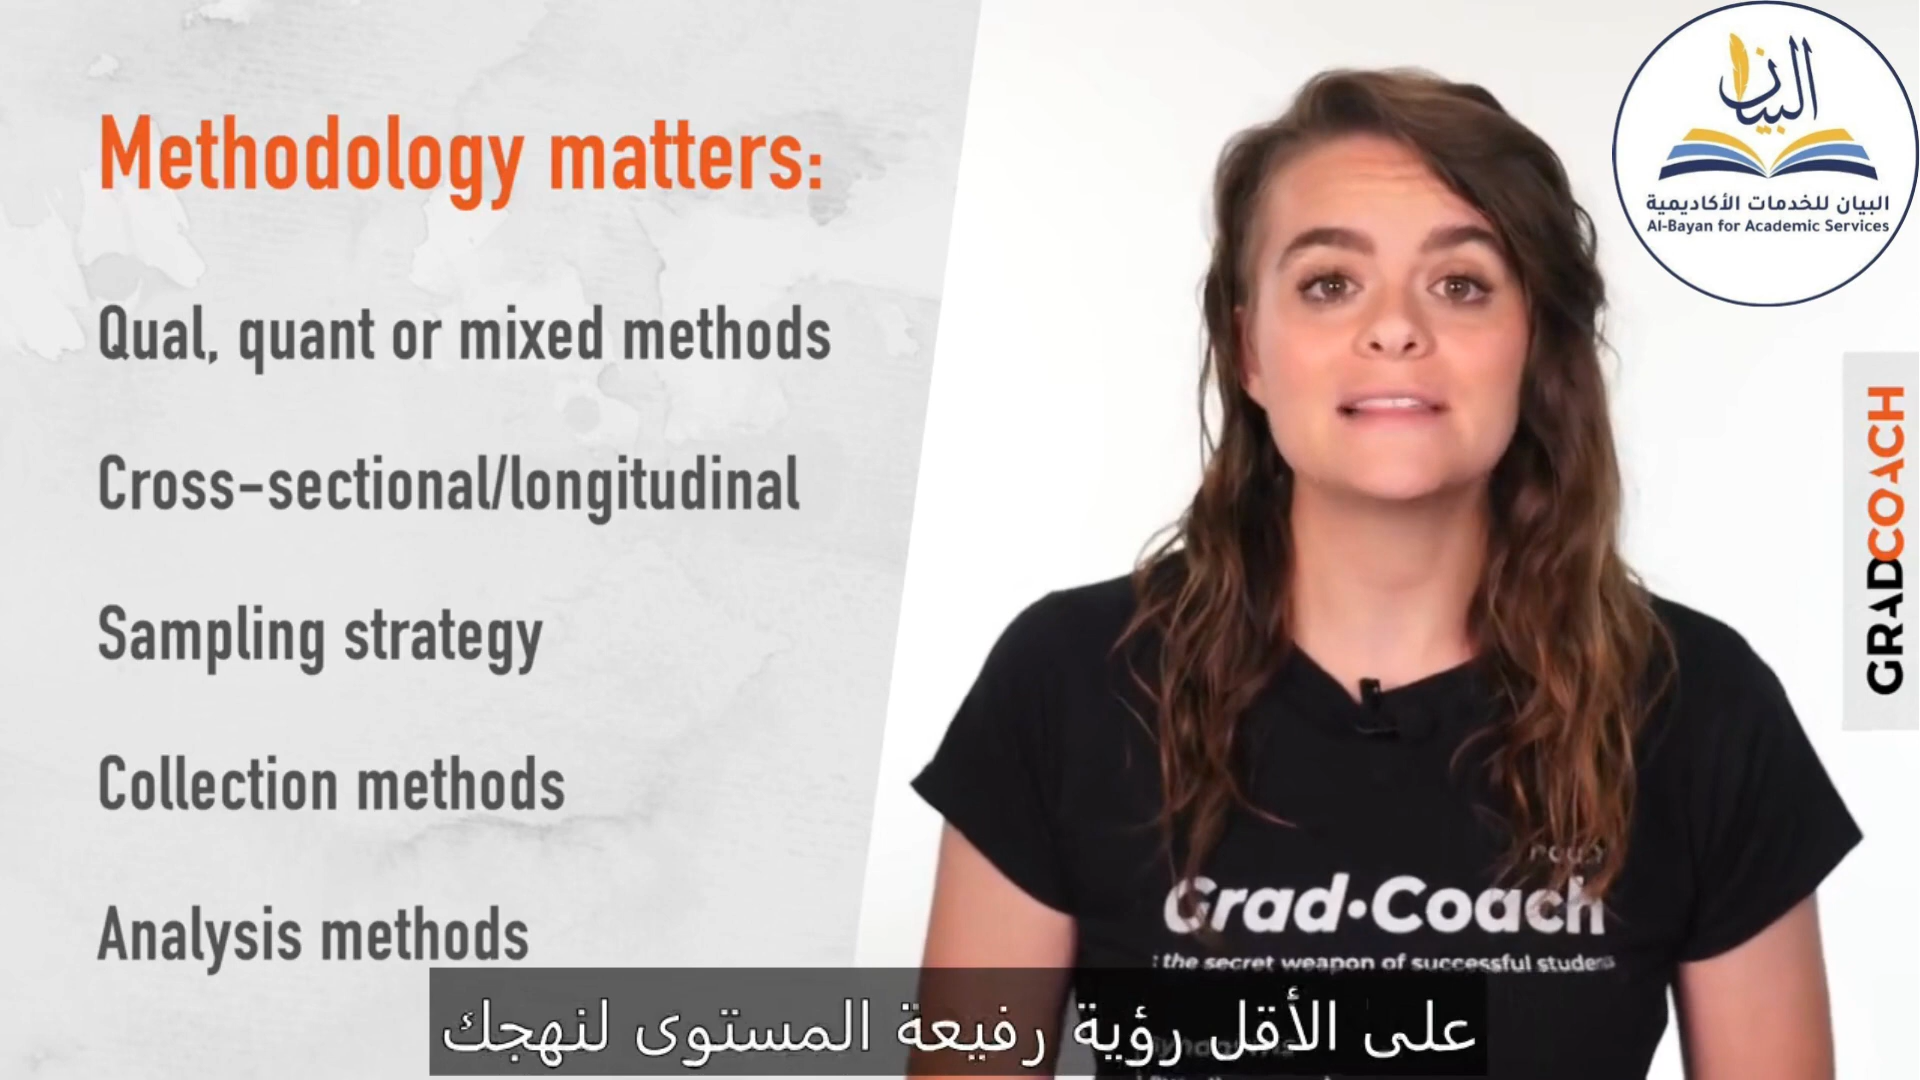 Methodology matters:
Qual, quant or mixed methods
Cross-sectional/longitudinal
Sampling strategy
Collection methods
Analysis methods
البيان
البيان للخدمات الأكاديمية
Al-Bayan for Academic Services
GRADCOACH
noun
Grad•Coach
: the secret weapon of successful students
على الأقل رؤية رفيعة المستوى لنهجك